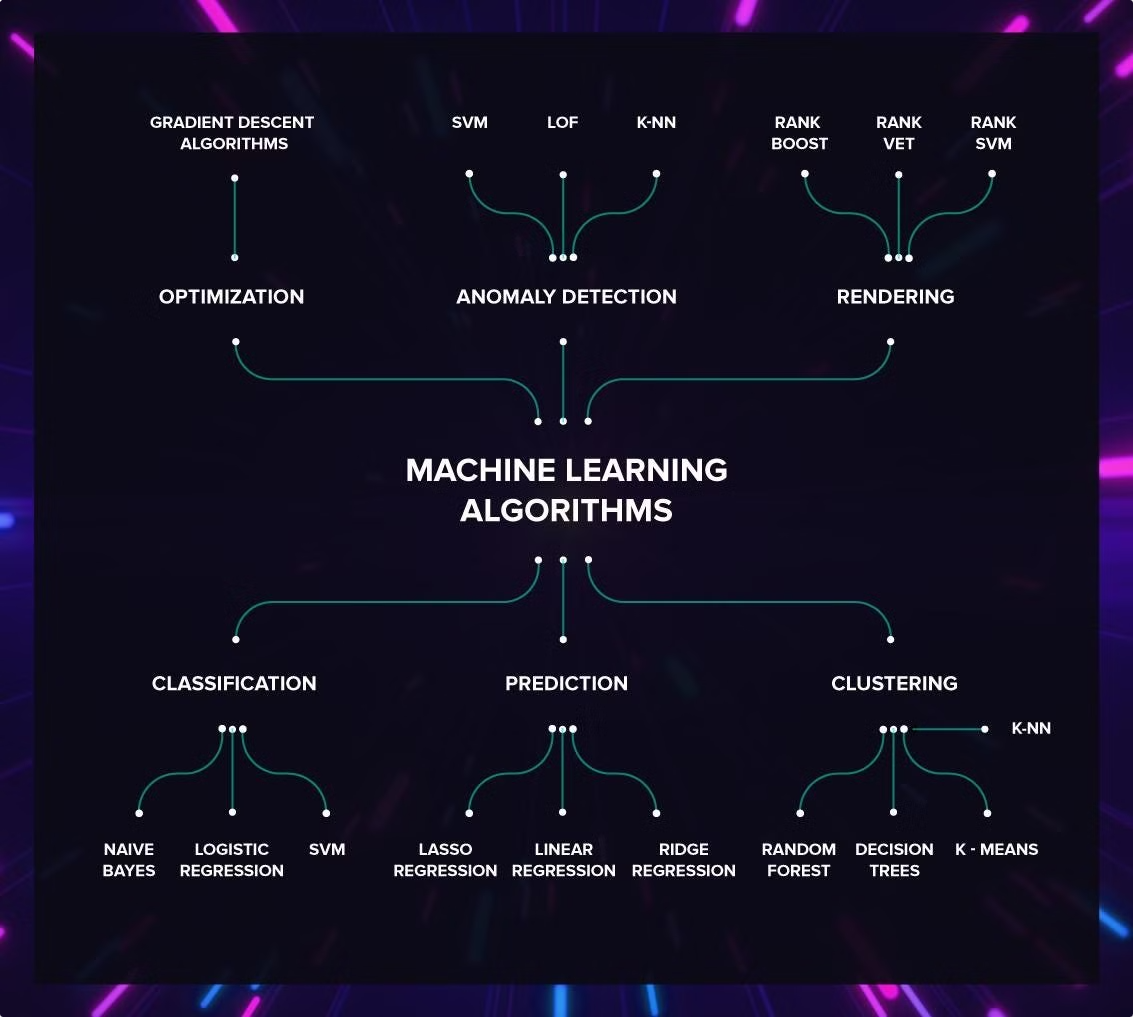 GRADIENT DESCENT
ALGORITHMS
SVM
LOF
K-NN
RANK
BOOST
RANK
VET
RANK
SVM
OPTIMIZATION
ANOMALY DETECTION
RENDERING
MACHINE LEARNING
ALGORITHMS
CLASSIFICATION
PREDICTION
CLUSTERING
K-NN
NAIVE
BAYES
LOGISTIC
REGRESSION
SVM
LASSO
REGRESSION
LINEAR
REGRESSION
RIDGE
REGRESSION
RANDOM
FOREST
DECISION
TREES
K - MEANS